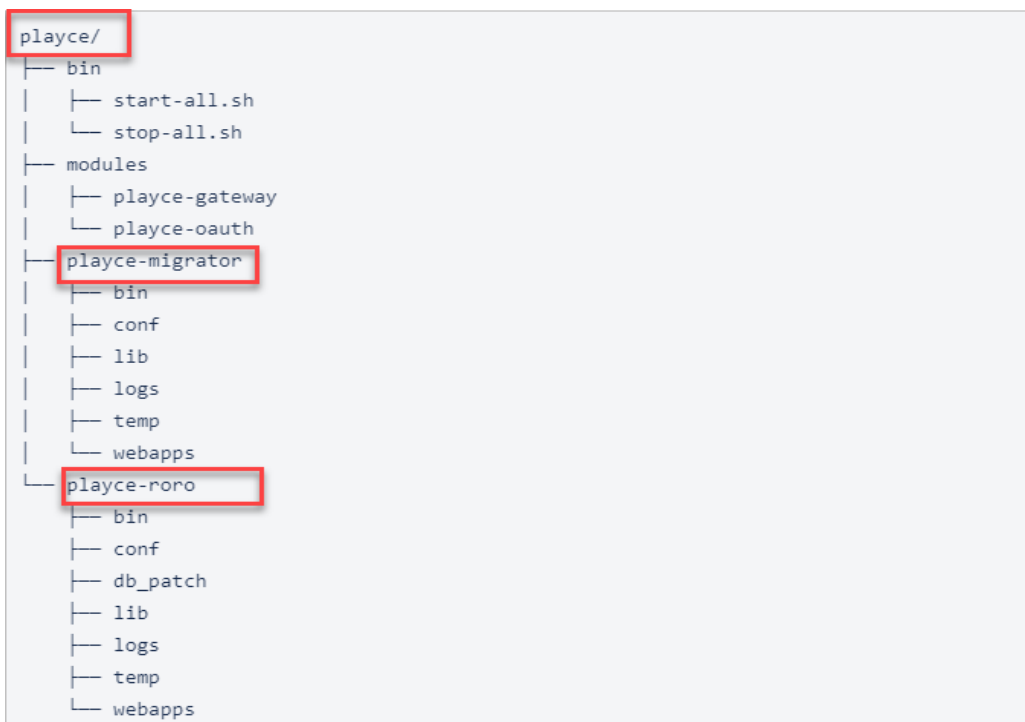 playce/
├── bin
│   ├── start-all.sh
│   └── stop-all.sh
├── modules
│   ├── playce-gateway
│   └── playce-oauth
├── playce-migrator
│   ├── bin
│   ├── conf
│   ├── lib
│   ├── logs
│   ├── temp
│   └── webapps
└── playce-roro
    ├── bin
    ├── conf
    ├── db_patch
    ├── lib
    ├── logs
    ├── temp
    └── webapps